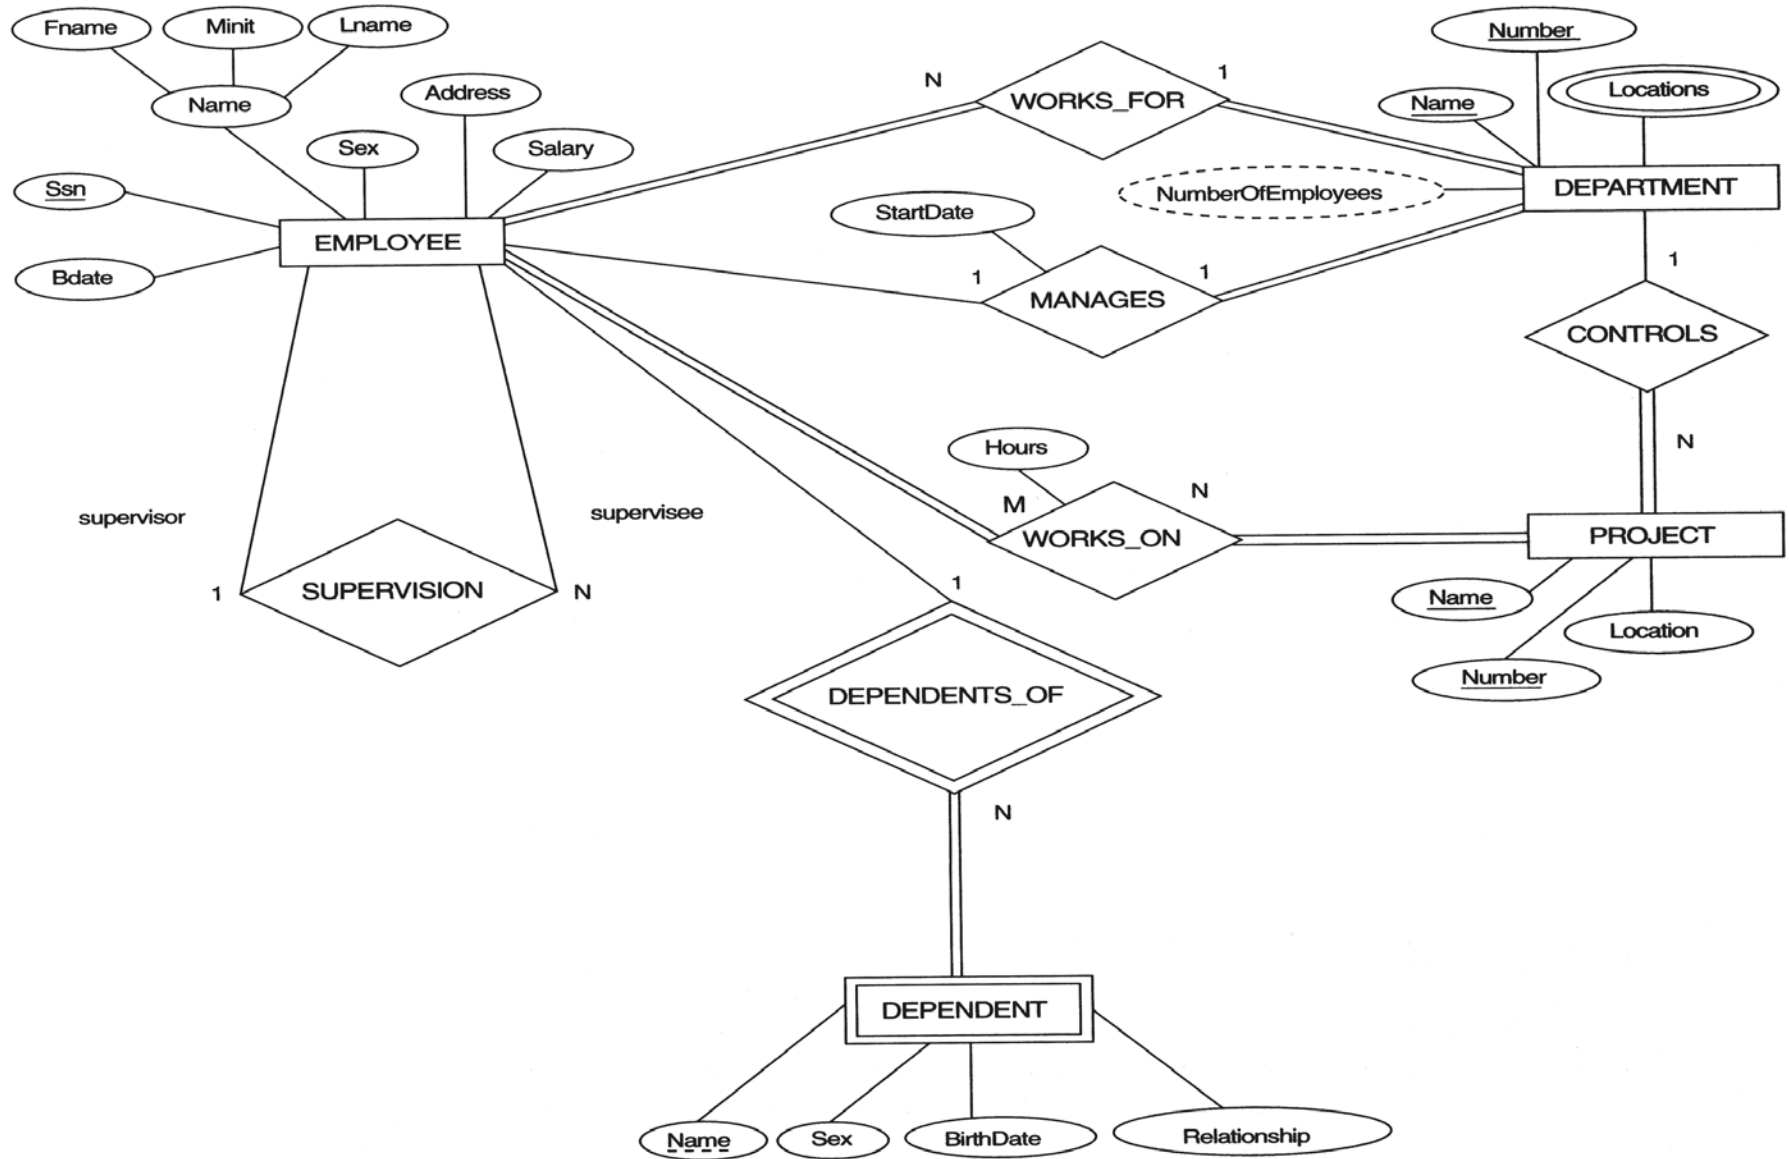 Fname
Minit
Lname
Name
Address
Sex
Salary
Ssn
Bdate
EMPLOYEE
N
WORKS_FOR
1
Number
Name
Locations
NumberOfEmployees
DEPARTMENT
StartDate
1
MANAGES
1
1
CONTROLS
N
Hours
M
WORKS_ON
N
PROJECT
Name
Number
Location
supervisor
supervisee
1
SUPERVISION
N
1
DEPENDENTS_OF
N
DEPENDENT
Name
Sex
BirthDate
Relationship